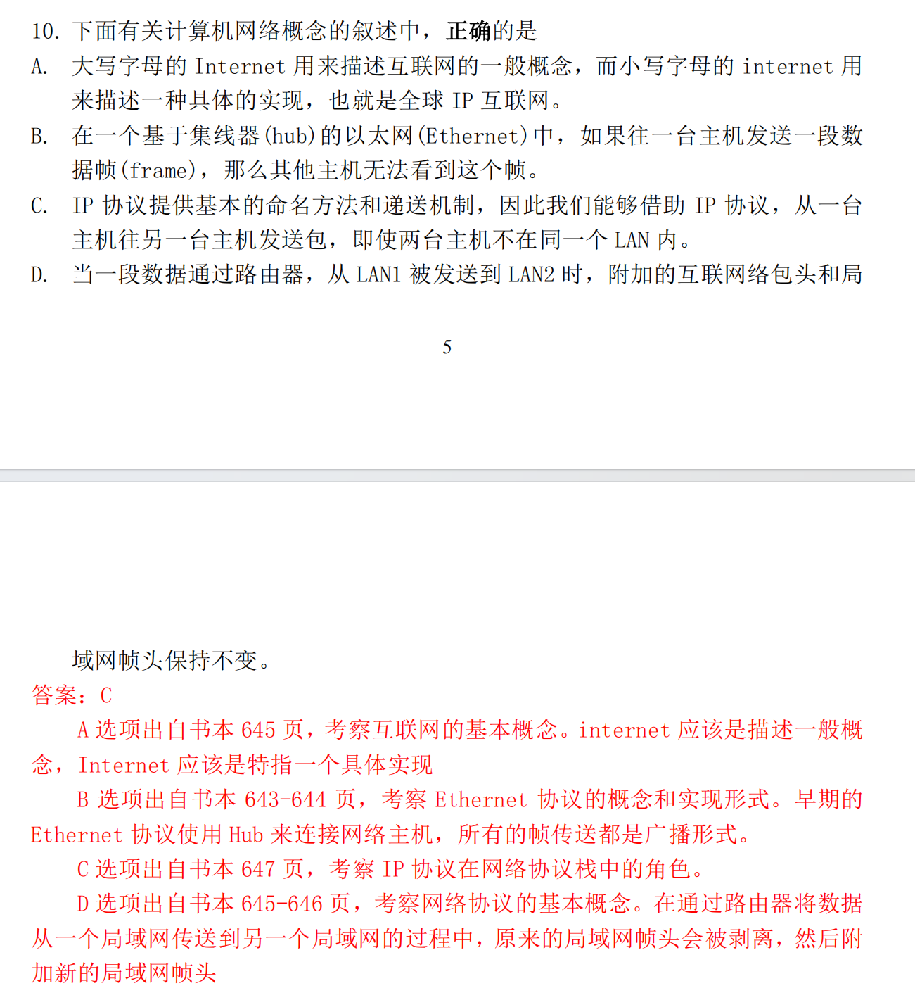 10. 下面有关计算机网络概念的叙述中，正确的是
A. 大写字母的 Internet 用来描述互联网的一般概念，而小写字母的 internet 用
来描述一种具体的实现，也就是全球 IP 互联网。
B. 在一个基于集线器(hub)的以太网(Ethernet)中，如果往一台主机发送一段数
据帧(frame)，那么其他主机无法看到这个帧。
C. IP 协议提供基本的命名方法和递送机制，因此我们能够借助 IP 协议，从一台
主机往另一台主机发送包，即使两台主机不在同一个 LAN 内。
D. 当一段数据通过路由器，从 LAN1 被发送到 LAN2 时，附加的互联网络包头和局
5
域网帧头保持不变。
答案：C
A 选项出自书本 645 页，考察互联网的基本概念。internet 应该是描述一般概
念，Internet 应该是特指一个具体实现
B 选项出自书本 643-644 页，考察 Ethernet 协议的概念和实现形式。早期的
Ethernet 协议使用 Hub 来连接网络主机，所有的帧传送都是广播形式。
C 选项出自书本 647 页，考察 IP 协议在网络协议栈中的角色。
D 选项出自书本 645-646 页，考察网络协议的基本概念。在通过路由器将数据
从一个局域网传送到另一个局域网的过程中，原来的局域网帧头会被剥离，然后附
加新的局域网帧头